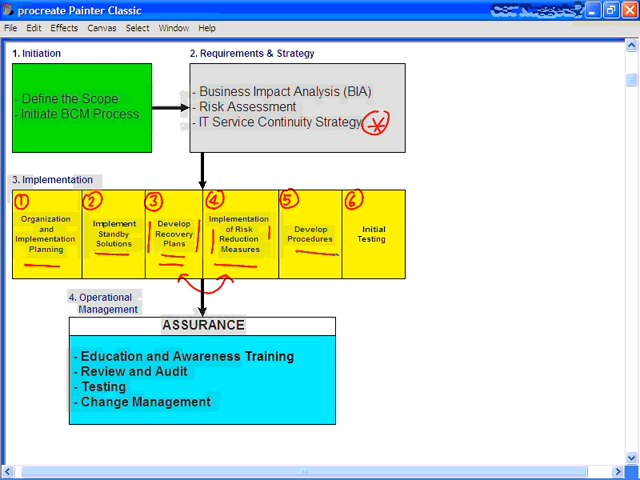 procreate Painter Classic
File Edit Effects Canvas Select Window Help
1. Initiation
2. Requirements & Strategy
- Define the Scope
- Initiate BCM Process
- Business Impact Analysis (BIA)
- Risk Assessment
- IT Service Continuity Strategy
3. Implementation
1 2 3 4 5 6
Organization
and
Implementation
Planning
Implement
Standby
Solutions
Develop
Recovery
Plans
Implementation
of Risk
Reduction
Measures
Develop
Procedures
Initial
Testing
4. Operational
Management
ASSURANCE
- Education and Awareness Training
- Review and Audit
- Testing
- Change Management